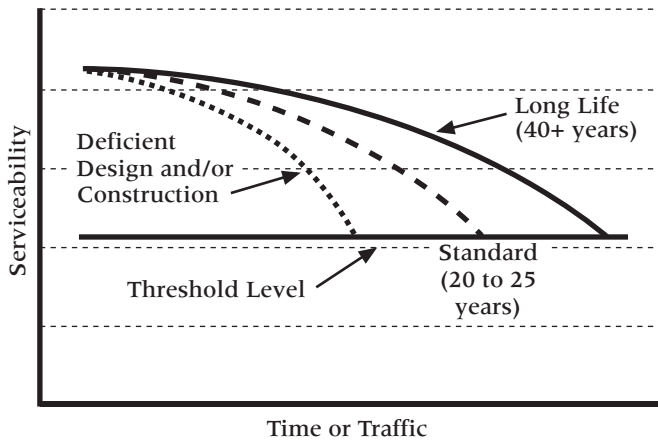 Serviceability
Long Life
(40+ years)
Deficient
Design and/or
Construction
Standard
(20 to 25
years)
Threshold Level
Time or Traffic